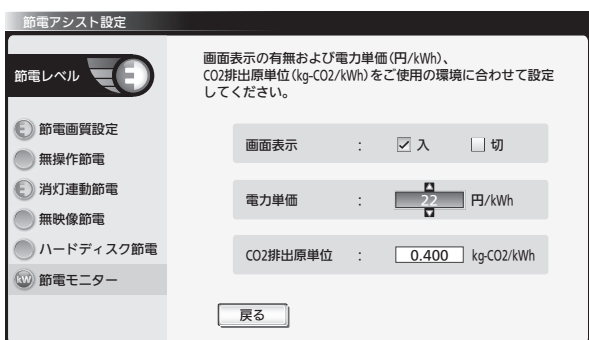 節電アシスト設定
節電レベル
画面表示の有無および電力単価(円/kWh)、
CO2排出原単位(kg-CO2/kWh)をご使用の環境に合わせて設定
してください。
節電画質設定
無操作節電
消灯連動節電
無映像節電
ハードディスク節電
kW 節電モニター
画面表示 : 入 切
電力単価 : 22 円/kWh
CO2排出原単位 : 0.400 kg-CO2/kWh
戻る